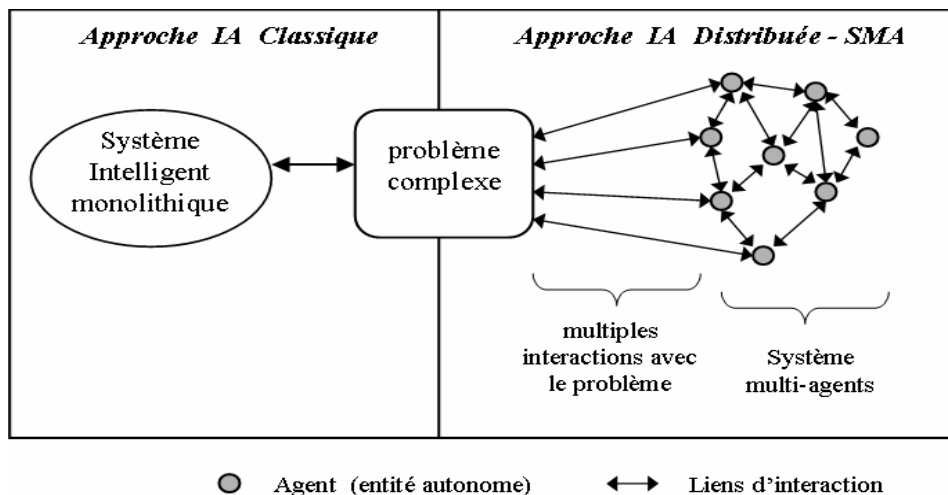 Approche IA Classique
Approche IA Distribuée - SMA
Système
Intelligent
monolithique
problème
complexe
multiples
interactions avec
le problème
Système
multi-agents
Agent (entité autonome)
Liens d'interaction